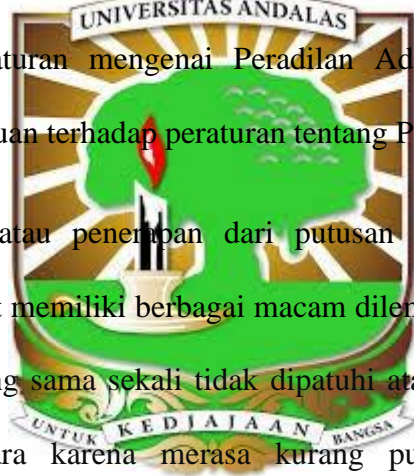 UNIVERSITAS ANDALAS
aturan mengenai Peradilan Ad
uan terhadap peraturan tentang P
atau penerapan dari putusan
t memiliki berbagai macam dilem
ng sama sekali tidak dipatuhi ata
UNTUK KEDJAJAAN BANGSA
ara karena merasa kurang pu